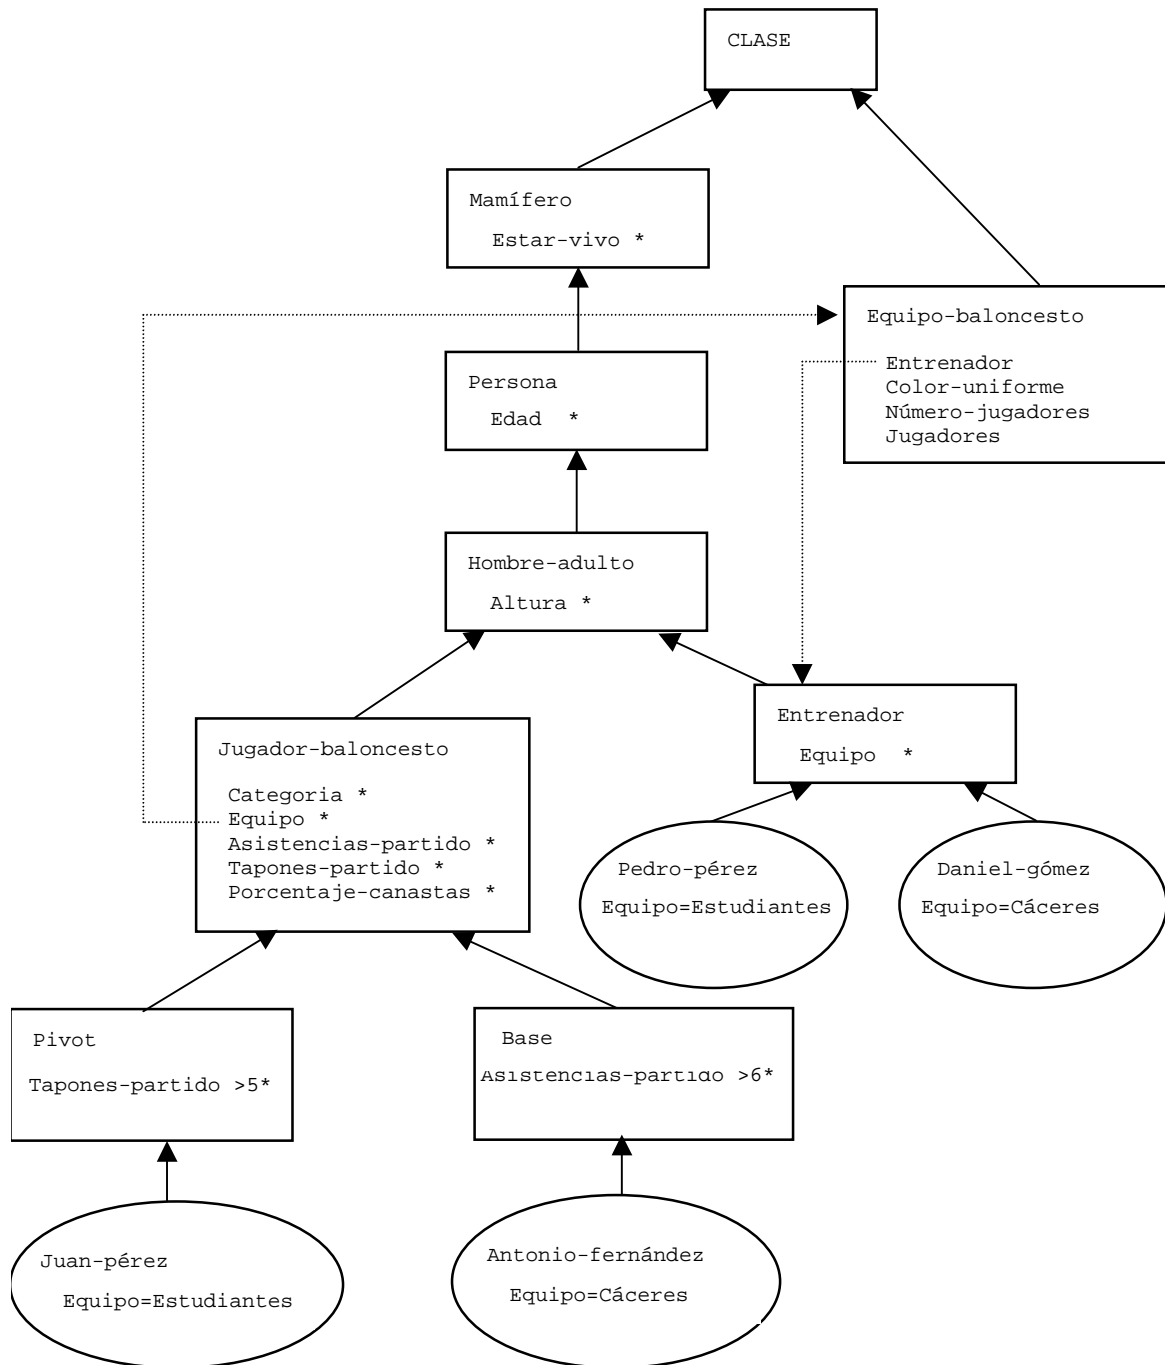 CLASE
Mamífero
Estar-vivo *
Equipo-baloncesto
Entrenador
Color-uniforme
Número-jugadores
Jugadores
Persona
Edad *
Hombre-adulto
Altura *
Entrenador
Equipo *
Jugador-baloncesto
Categoria *
Equipo *
Asistencias-partido *
Tapones-partido *
Porcentaje-canastas *
Pedro-pérez
Equipo=Estudiantes
Daniel-gómez
Equipo=Cáceres
Pivot
Tapones-partido >5*
Base
Asistencias-partido >6*
Juan-pérez
Equipo=Estudiantes
Antonio-fernández
Equipo=Cáceres